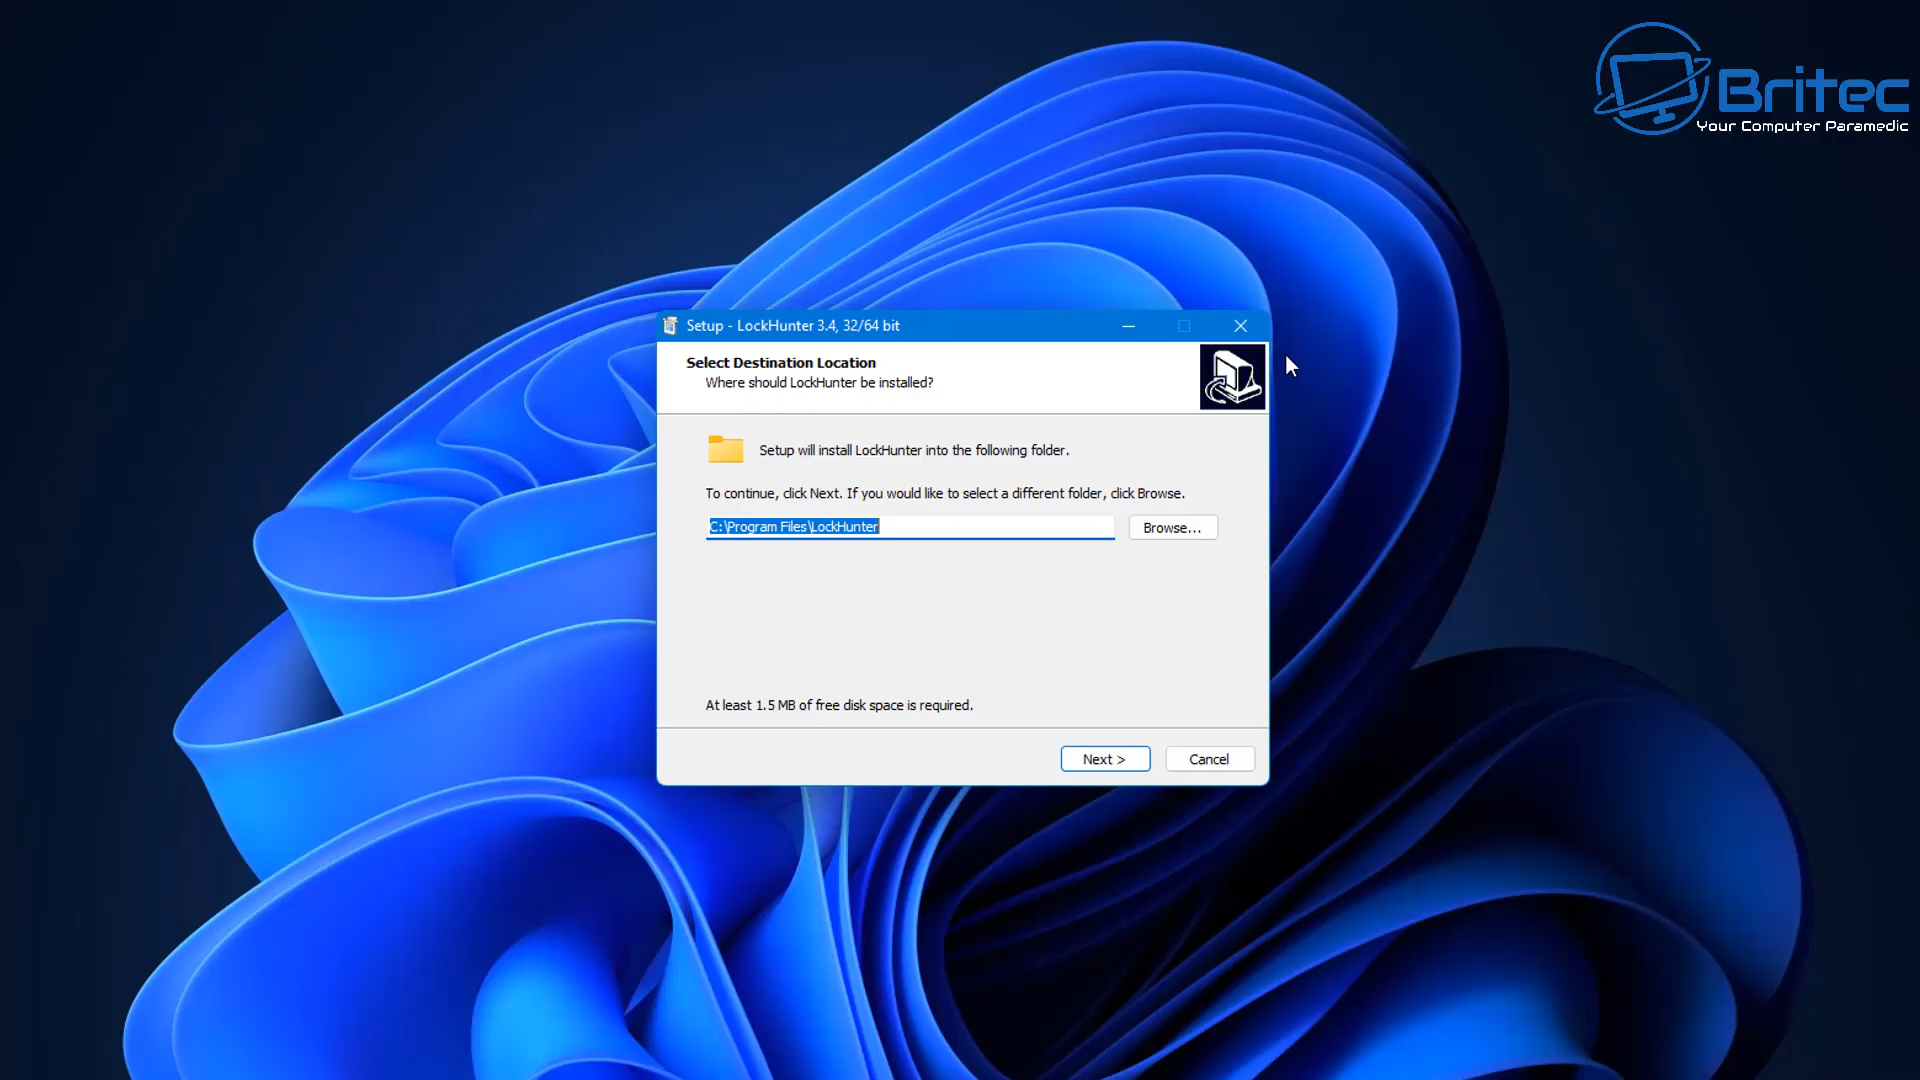 Britec
Your Computer Paramedic
Setup - LockHunter 3.4, 32/64 bit
Select Destination Location
Where should LockHunter be installed?
Setup will install LockHunter into the following folder.
To continue, click Next. If you would like to select a different folder, click Browse.
C:\Program Files\LockHunter
Browse...
At least 1.5 MB of free disk space is required.
Next >
Cancel